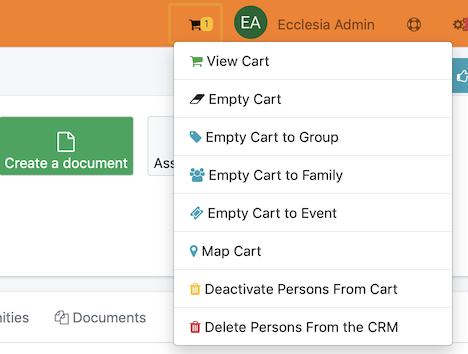 1
EA
Ecclesia Admin
View Cart
Empty Cart
Empty Cart to Group
Create a document
Ass
Empty Cart to Family
Empty Cart to Event
Map Cart
Deactivate Persons From Cart
nities
Documents
Delete Persons From the CRM